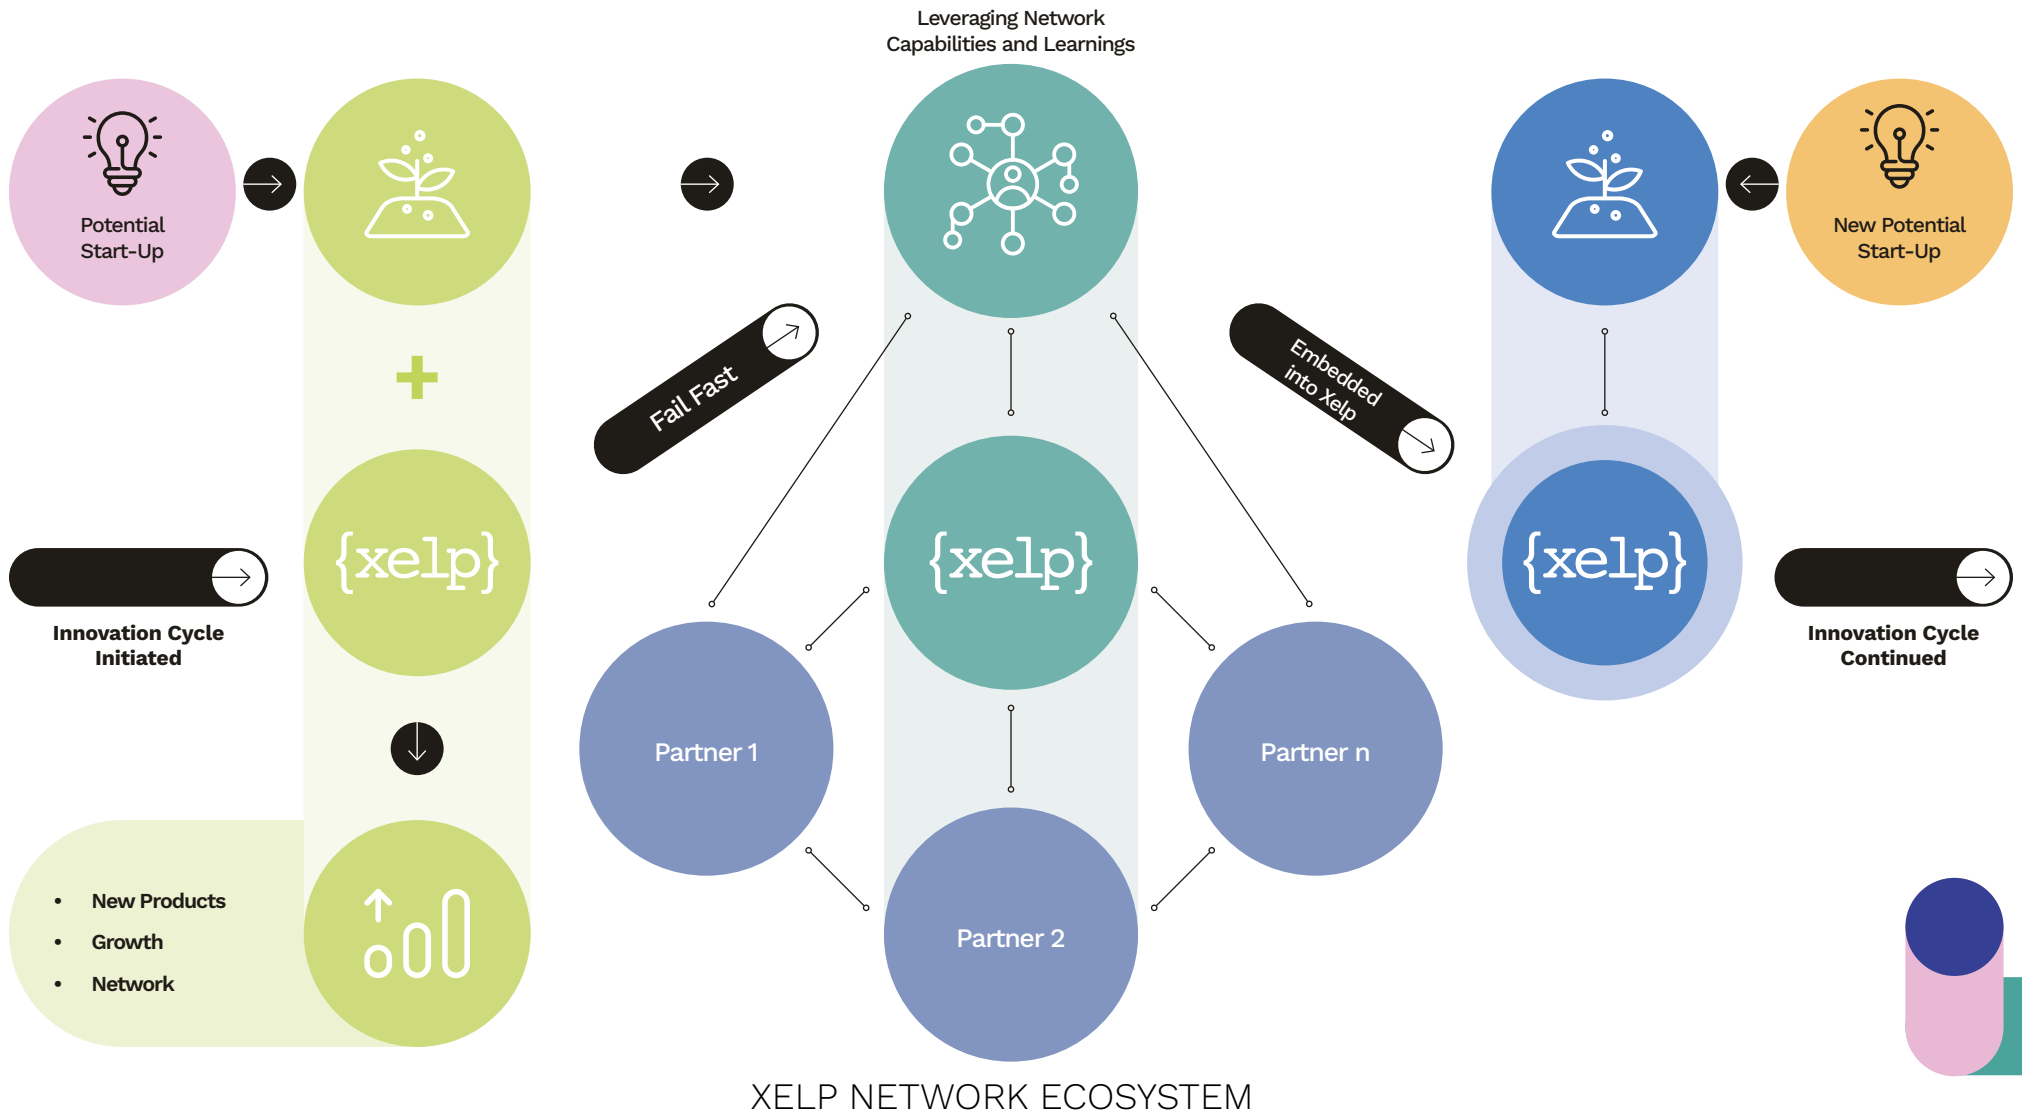 Leveraging Network
Capabilities and Learnings
Potential
Start-Up
New Potential
Start-Up
Fail Fast
Embedded
into Xelp
{xelp}
{xelp}
{xelp}
Innovation Cycle
Initiated
Innovation Cycle
Continued
Partner 1
Partner n
• New Products
• Growth
• Network
Partner 2
XELP NETWORK ECOSYSTEM